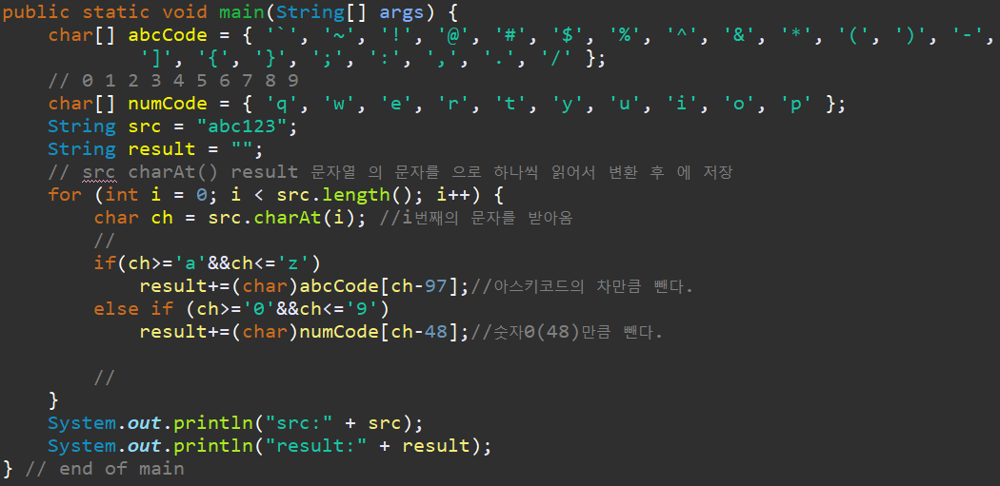 public static void main(String[] args) {
char[] abcCode = { '`', '~', '!', '@', '#', '$', '%', '^', '&', '*', '(', ')', '-',
']', '{', '}', ';', ':', ',', '.', '/' };
// 0 1 2 3 4 5 6 7 8 9
char[] numCode = { 'q', 'w', 'e', 'r', 't', 'y', 'u', 'i', 'o', 'p' };
String src = "abc123";
String result = "";
// src charAt() result 문자열 의 문자를 으로 하나씩 읽어서 변환 후 에 저장
for (int i = 0; i < src.length(); i++) {
char ch = src.charAt(i); //i번째의 문자를 받아옴
//
if(ch>='a'&&ch<='z')
result+=(char)abcCode[ch-97];//아스키코드의 차만큼 뺀다.
else if (ch>='0'&&ch<='9')
result+=(char)numCode[ch-48];//숫자0(48)만큼 뺀다.
//
}
System.out.println("src:" + src);
System.out.println("result:" + result);
} // end of main